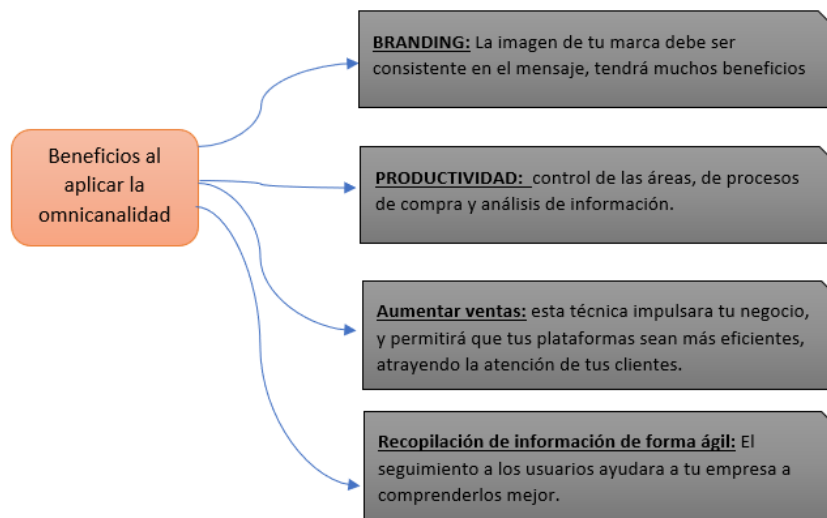 Beneficios al
aplicar la
omnicanalidad
BRANDING: La imagen de tu marca debe ser
consistente en el mensaje, tendrá muchos beneficios
PRODUCTIVIDAD: control de las áreas, de procesos
de compra y análisis de información.
Aumentar ventas: esta técnica impulsara tu negocio,
y permitirá que tus plataformas sean más eficientes,
atrayendo la atención de tus clientes.
Recopilación de información de forma ágil: El
seguimiento a los usuarios ayudara a tu empresa a
comprenderlos mejor.